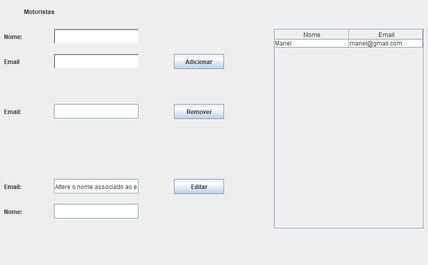 Motoristas
Nome:
Email
Adicionar
Email:
Remover
Email:
Altere o nome associado ao e
Editar
Nome:
Nome Email
Manel manel@gmail.com